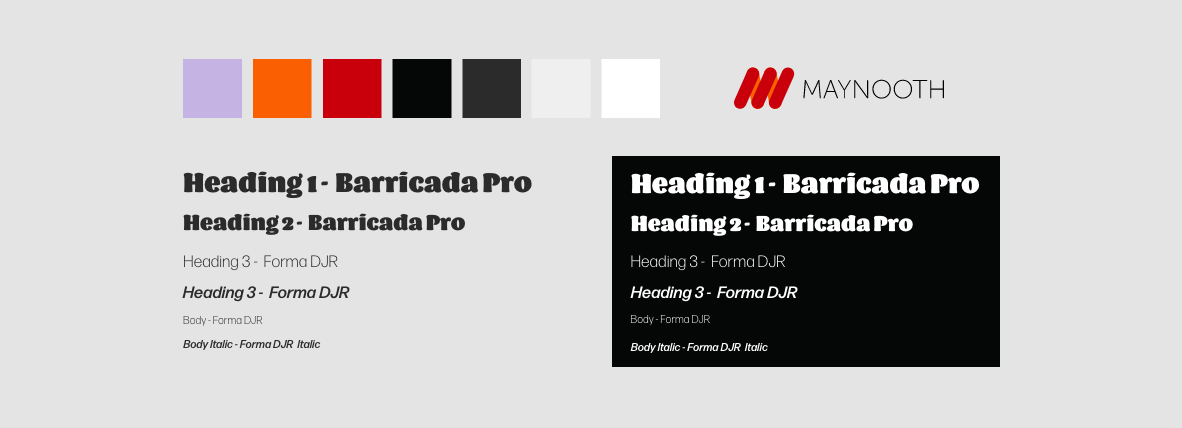 MAYNOOTH
Heading 1 - Barricada Pro
Heading 2 - Barricada Pro
Heading 3 - Forma DJR
Heading 3 - Forma DJR
Body - Forma DJR
Body Italic - Forma DJR Italic
Heading 1 - Barricada Pro
Heading 2 - Barricada Pro
Heading 3 - Forma DJR
Heading 3 - Forma DJR
Body - Forma DJR
Body Italic - Forma DJR Italic